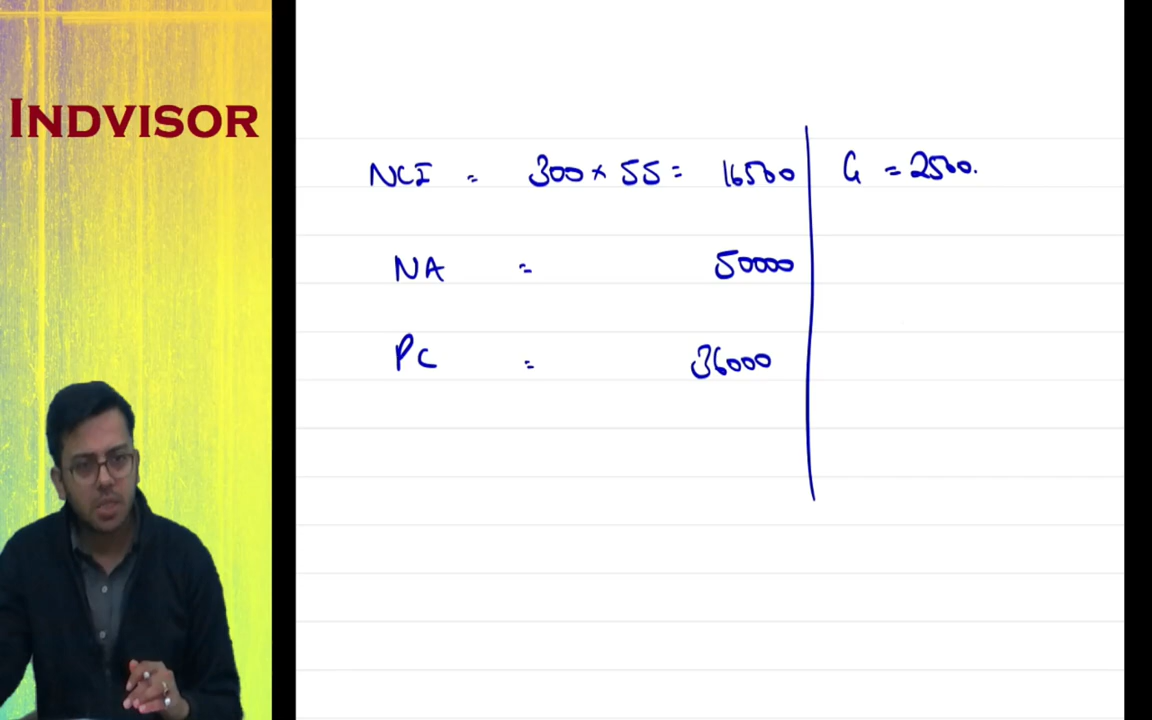 INDVISOR
NCI = 300 × 55 = 16500 G = 2500.
NA = 50000
PC = 36000